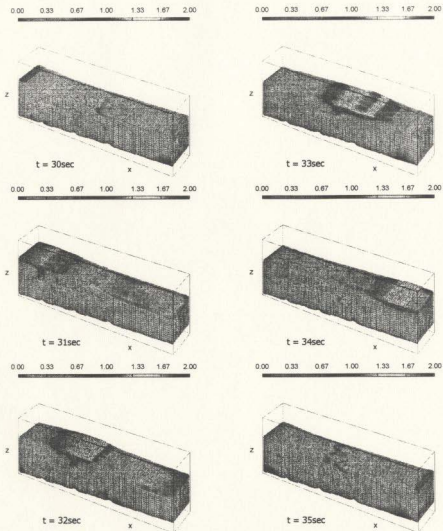 0.00 0.33 0.67 1.00 1.33 1.67 2.00
z
t = 30sec
x
0.00 0.33 0.67 1.00 1.33 1.67 2.00
z
t = 33sec
x
0.00 0.33 0.67 1.00 1.33 1.67 2.00
z
t = 31sec
x
0.00 0.33 0.67 1.00 1.33 1.67 2.00
z
t = 34sec
x
0.00 0.33 0.67 1.00 1.33 1.67 2.00
z
t = 32sec
x
0.00 0.33 0.67 1.00 1.33 1.67 2.00
z
t = 35sec
x